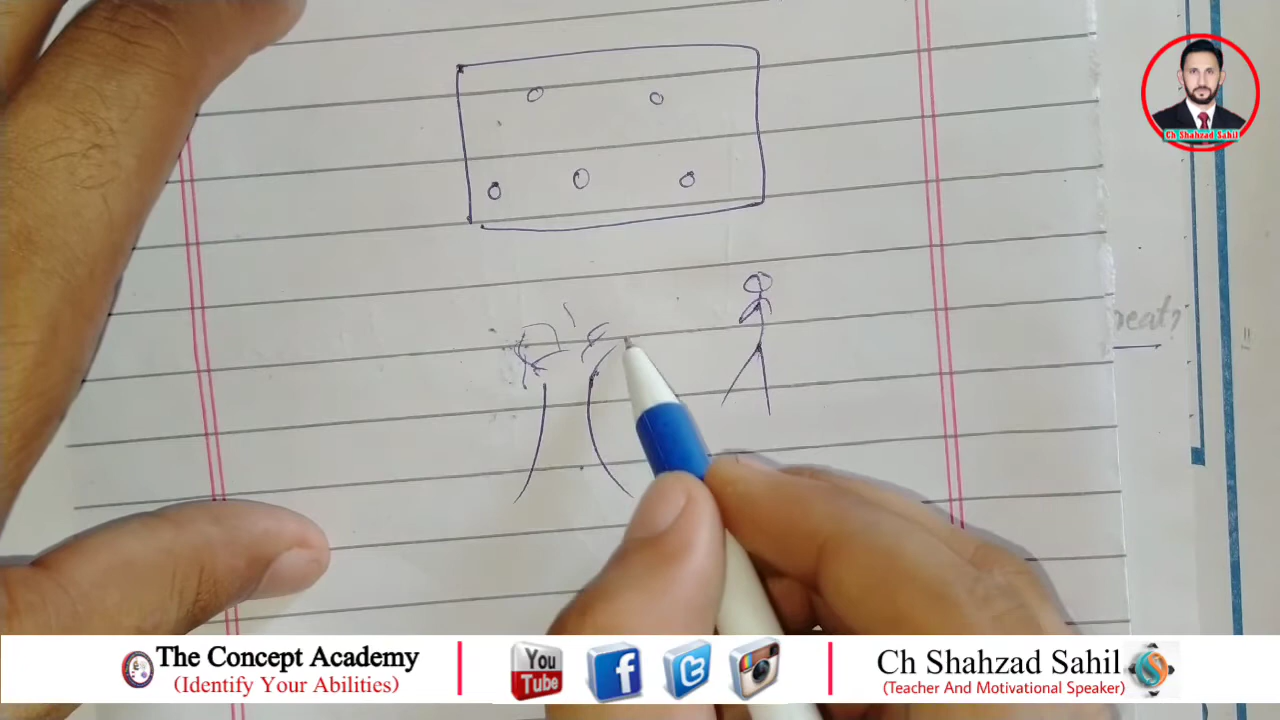 Ch Shahzad Sahil
The Concept Academy
(Identify Your Abilities)
You
Tube
Ch Shahzad Sahil
(Teacher And Motivational Speaker)